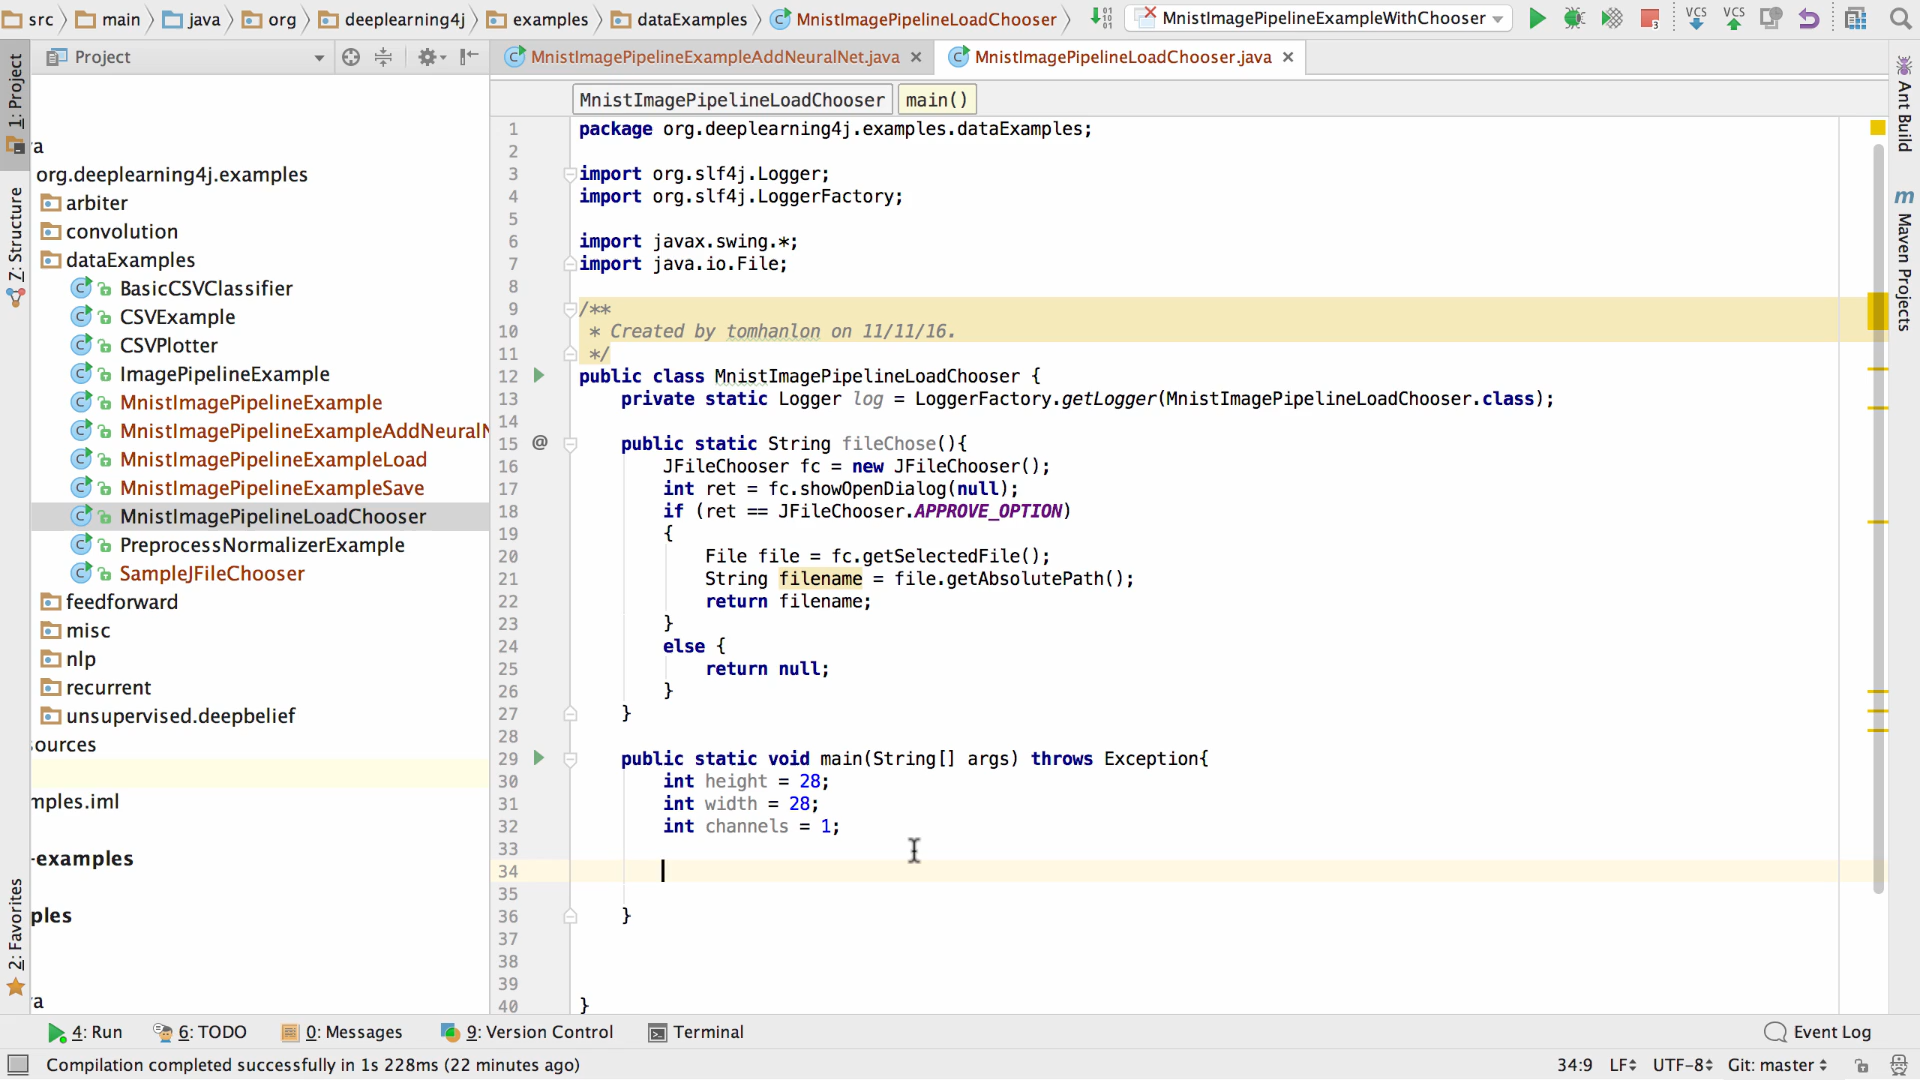 src main java org deeplearning4j examples dataExamples MnistImagePipelineLoadChooser MnistImagePipelineExampleWithChooser VCS VCS
Project MnistImagePipelineExampleAddNeuralNet.java MnistImagePipelineLoadChooser.java
MnistImagePipelineLoadChooser main()
1: Project
Z: Structure
2: Favorites
Ant Build
Maven Projects
va
org.deeplearning4j.examples
arbiter
convolution
dataExamples
BasicCSVClassifier
CSVExample
CSVPlotter
ImagePipelineExample
MnistImagePipelineExample
MnistImagePipelineExampleAddNeuralN
MnistImagePipelineExampleLoad
MnistImagePipelineExampleSave
MnistImagePipelineLoadChooser
PreprocessNormalizerExample
SampleJFileChooser
feedforward
misc
nlp
recurrent
unsupervised.deepbelief
sources
mples.iml
-examples
ples
va
1 package org.deeplearning4j.examples.dataExamples;
2
3 import org.slf4j.Logger;
4 import org.slf4j.LoggerFactory;
5
6 import javax.swing.*;
7 import java.io.File;
8
9 /**
10 * Created by tomhanlon on 11/11/16.
11 */
12 public class MnistImagePipelineLoadChooser {
13 private static Logger log = LoggerFactory.getLogger(MnistImagePipelineLoadChooser.class);
14
15 @ public static String fileChose(){
16 JFileChooser fc = new JFileChooser();
17 int ret = fc.showOpenDialog(null);
18 if (ret == JFileChooser.APPROVE_OPTION)
19 {
20 File file = fc.getSelectedFile();
21 String filename = file.getAbsolutePath();
22 return filename;
23 }
24 else {
25 return null;
26 }
27 }
28
29 public static void main(String[] args) throws Exception{
30 int height = 28;
31 int width = 28;
32 int channels = 1;
33
34
35
36 }
37
38
39
40 }
4: Run 6: TODO 0: Messages 9: Version Control Terminal Event Log
Compilation completed successfully in 1s 228ms (22 minutes ago) 34:9 LF UTF-8 Git: master